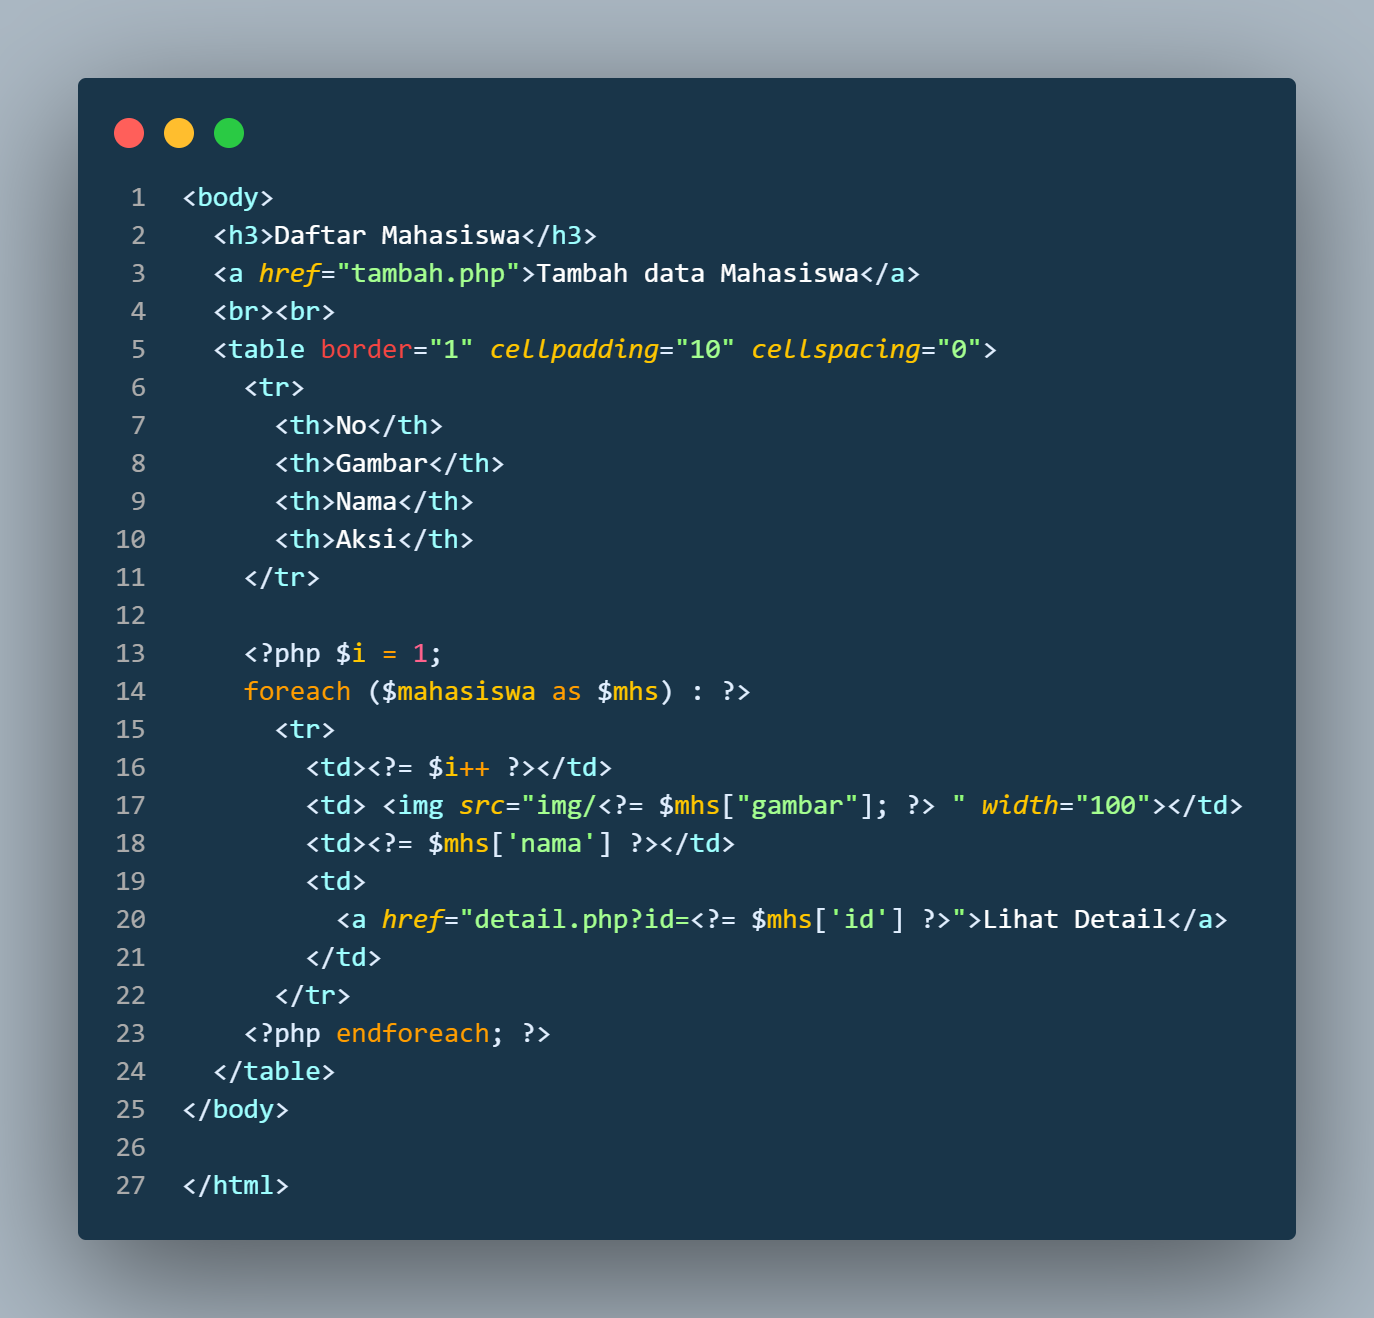 1 <body>
2   <h3>Daftar Mahasiswa</h3>
3   <a href="tambah.php">Tambah data Mahasiswa</a>
4   <br><br>
5   <table border="1" cellpadding="10" cellspacing="0">
6     <tr>
7       <th>No</th>
8       <th>Gambar</th>
9       <th>Nama</th>
10       <th>Aksi</th>
11     </tr>
12
13     <?php $i = 1;
14     foreach ($mahasiswa as $mhs) : ?>
15       <tr>
16         <td><?= $i++ ?></td>
17         <td> <img src="img/<?= $mhs["gambar"]; ?> " width="100"></td>
18         <td><?= $mhs['nama'] ?></td>
19         <td>
20           <a href="detail.php?id=<?= $mhs['id'] ?>">Lihat Detail</a>
21         </td>
22       </tr>
23     <?php endforeach; ?>
24   </table>
25 </body>
26
27 </html>